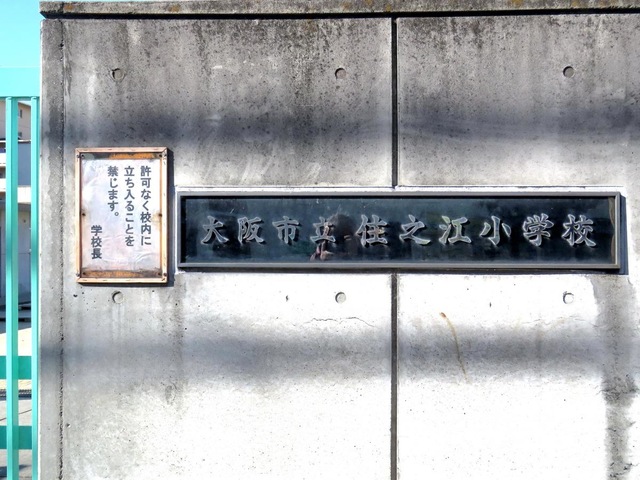 許可なく校内に
立ち入ることを
禁じます。
学校長
大阪市立住之江小学校